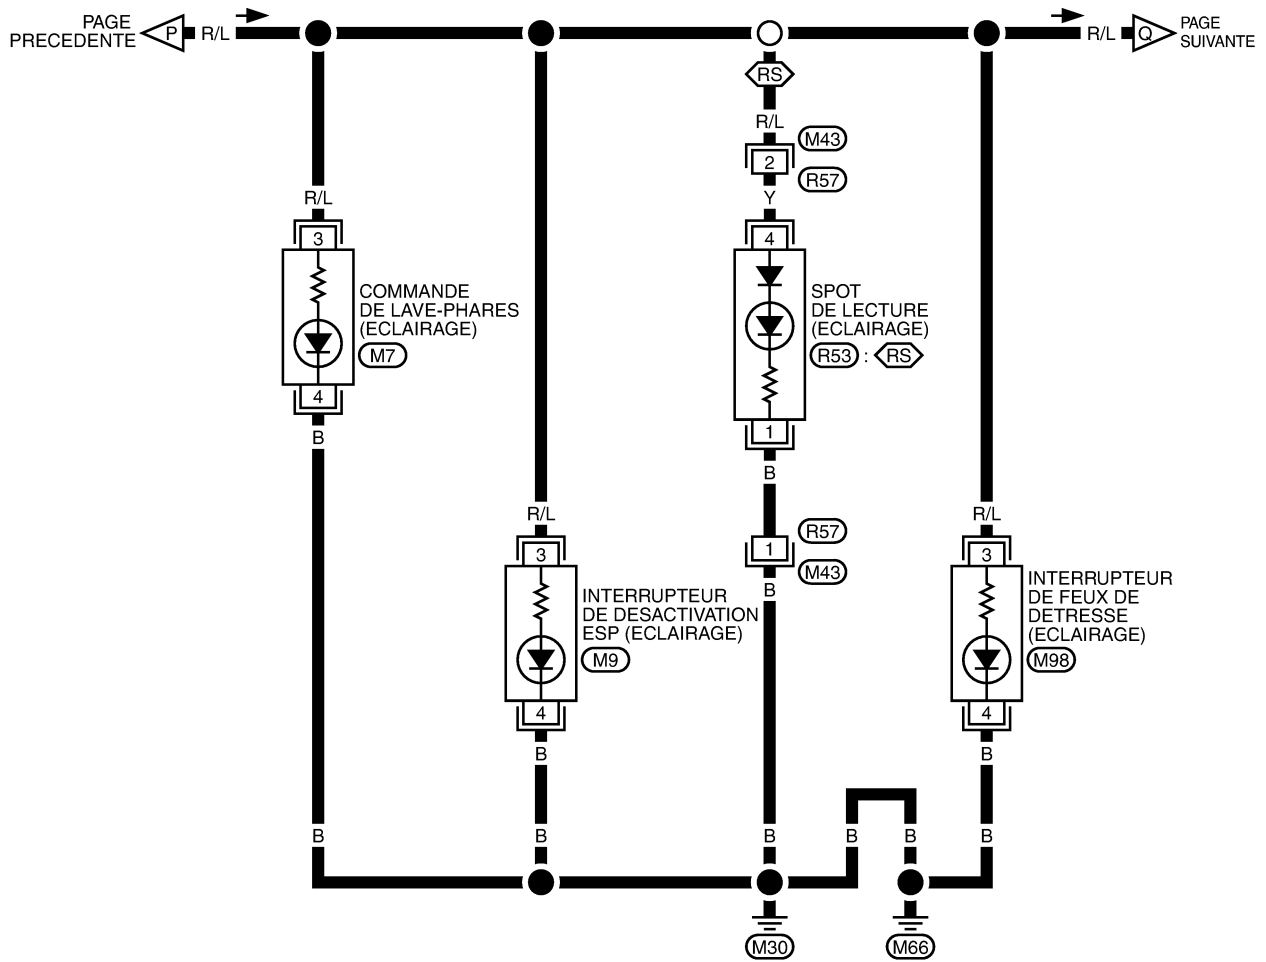 PAGE
PRECEDENTE
P
R/L
R/L
Q
PAGE
SUIVANTE
RS
R/L
M43
2
R57
R/L
Y
3
4
COMMANDE
DE LAVE-PHARES
(ECLAIRAGE)
M7
SPOT
DE LECTURE
(ECLAIRAGE)
R53 : RS
4
B
1
B
R/L
R57
R/L
3
1
3
M43
B
INTERRUPTEUR
DE DESACTIVATION
ESP (ECLAIRAGE)
M9
INTERRUPTEUR
DE FEUX DE
DETRESSE
(ECLAIRAGE)
M98
4
4
B
B
B
B
B
B
B
B
M30
M66